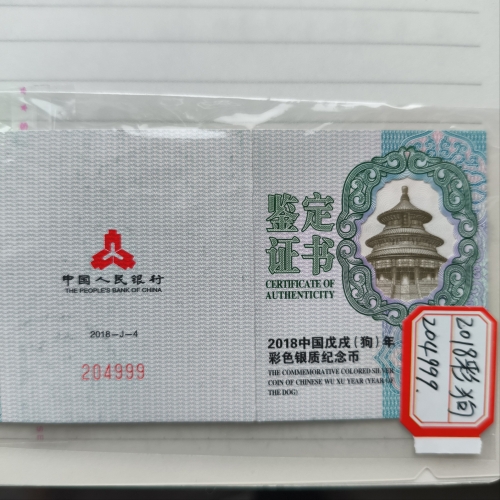 中国人民银行
THE PEOPLE'S BANK OF CHINA
2018-J-4
204999
鉴定
证书
CERTIFICATE OF
AUTHENTICITY
2018中国戊戌(狗)年
彩色银质纪念币
THE COMMEMORATIVE COLORED SILVER
COIN OF CHINESE WU XU YEAR (YEAR OF
THE DOG)
2018彩狗
204999.